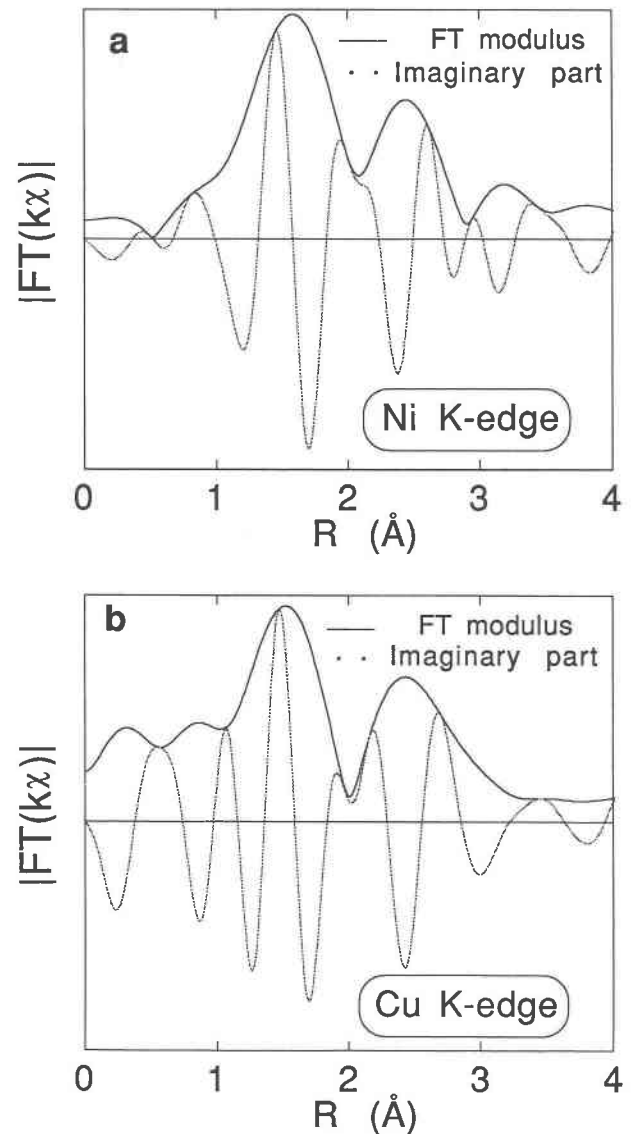 a
FT modulus
Imaginary part
|FT(kχ)|
Ni K-edge
0 1 2 3 4
R (Å)
b
FT modulus
Imaginary part
|FT(kχ)|
Cu K-edge
0 1 2 3 4
R (Å)